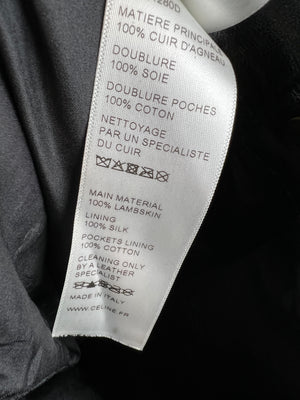 280D
MATIERE PRINCIPALE
100% CUIR D'AGNEAU
DOUBLURE
100% SOIE
DOUBLURE POCHES
100% COTON
NETTOYAGE
PAR UN SPECIALISTE
DU CUIR
MAIN MATERIAL
100% LAMBSKIN
LINING
100% SILK
POCKETS LINING
100% COTTON
CLEANING ONLY
BY A LEATHER
SPECIALIST
MADE IN ITALY
WWW.CELINE.FR